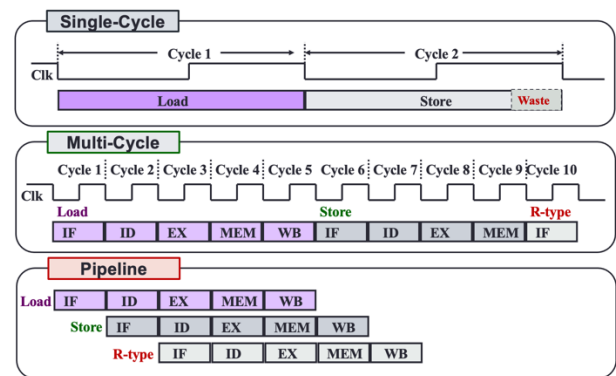 Single-Cycle
Cycle 1 Cycle 2
Clk
Load Store Waste
Multi-Cycle
Cycle 1 Cycle 2 Cycle 3 Cycle 4 Cycle 5 Cycle 6 Cycle 7 Cycle 8 Cycle 9 Cycle 10
Clk
Load Store R-type
IF ID EX MEM WB IF ID EX MEM IF
Pipeline
Load IF ID EX MEM WB
Store IF ID EX MEM WB
R-type IF ID EX MEM WB